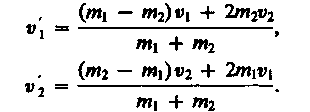 v′₁ = ((m₁ − m₂)v₁ + 2m₂v₂) / (m₁ + m₂),
v′₂ = ((m₂ − m₁)v₂ + 2m₁v₁) / (m₁ + m₂).